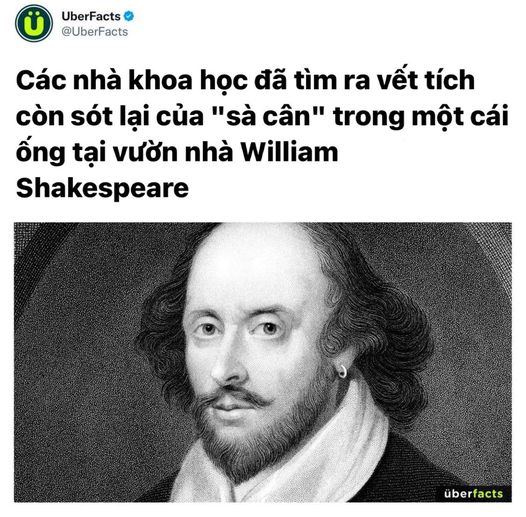 UberFacts
@UberFacts
Các nhà khoa học đã tìm ra vết tích
còn sót lại của "sà cân" trong một cái
ống tại vườn nhà William
Shakespeare
überfacts